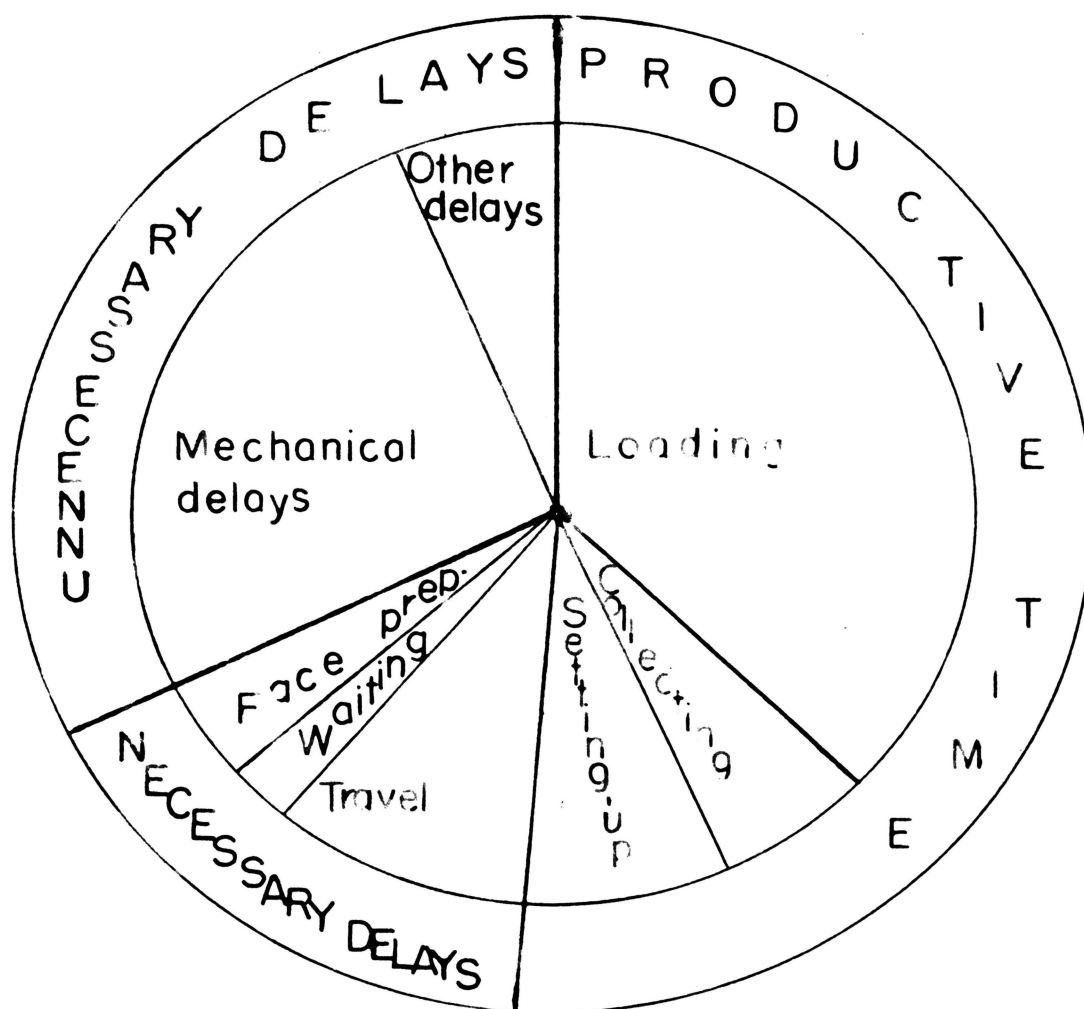 UNNECESSARY DELAYS
PRODUCTIVE TIME
Other
delays
Mechanical
delays
Loading
Face prep.
Waiting
Travel
Setting-up
Collecting
NECESSARY DELAYS